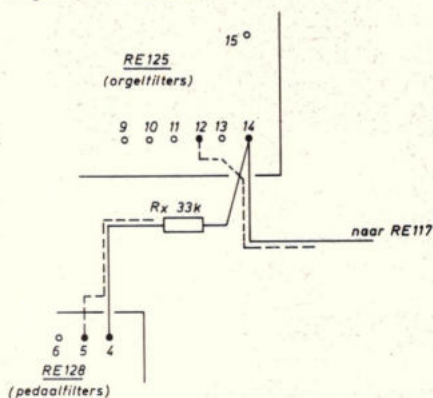 15
RE125
(orgelfilters)
9 10 11 12 13 14
Rx 33k
naar RE117
6 5 4
RE128
(pedaalfilters)